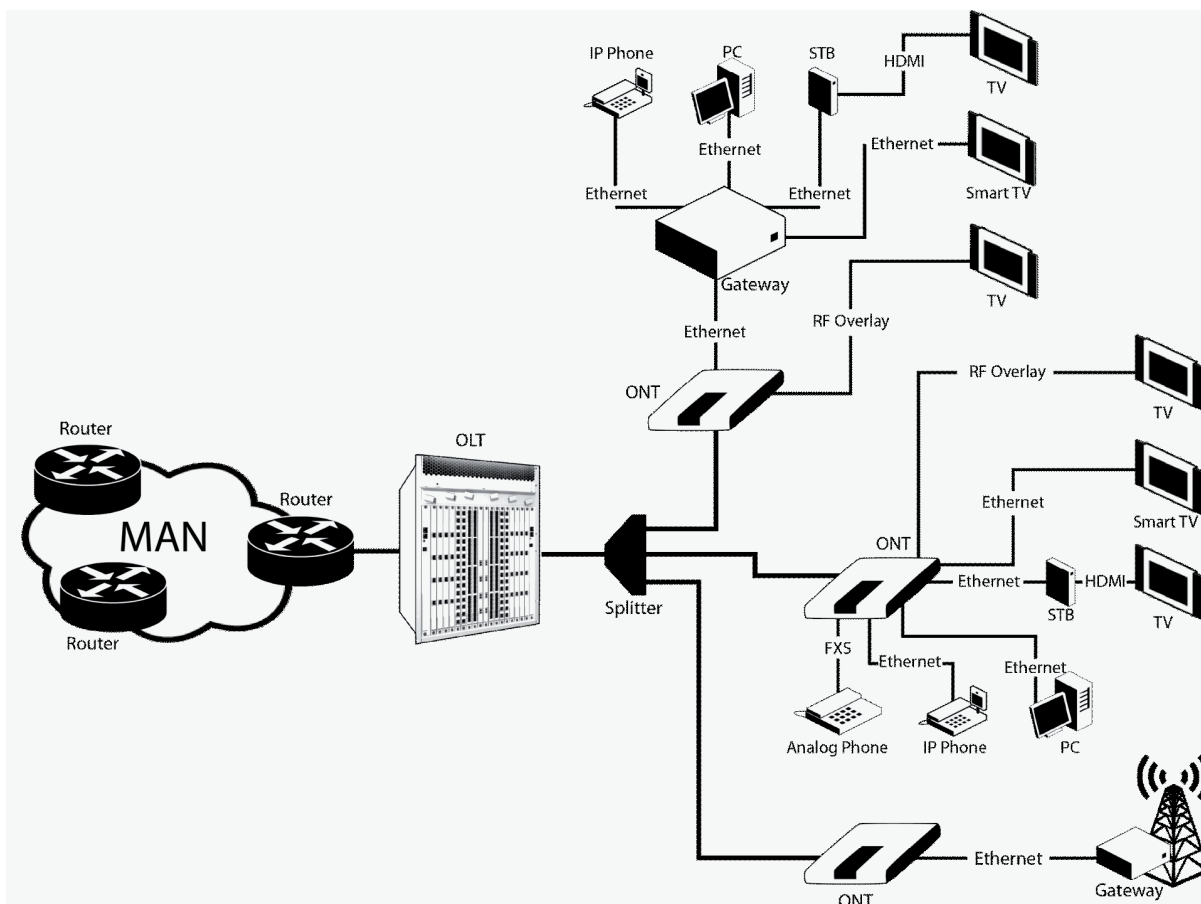 IP Phone
PC
STB
HDMI
TV
Ethernet
Ethernet
Smart TV
Ethernet
Ethernet
Gateway
TV
Ethernet
RF Overlay
ONT
RF Overlay
TV
Router
OLT
Router
MAN
Router
Splitter
Ethernet
Smart TV
ONT
Ethernet
STB
HDMI
TV
FXS
Ethernet
Ethernet
Analog Phone
IP Phone
PC
ONT
Ethernet
Gateway